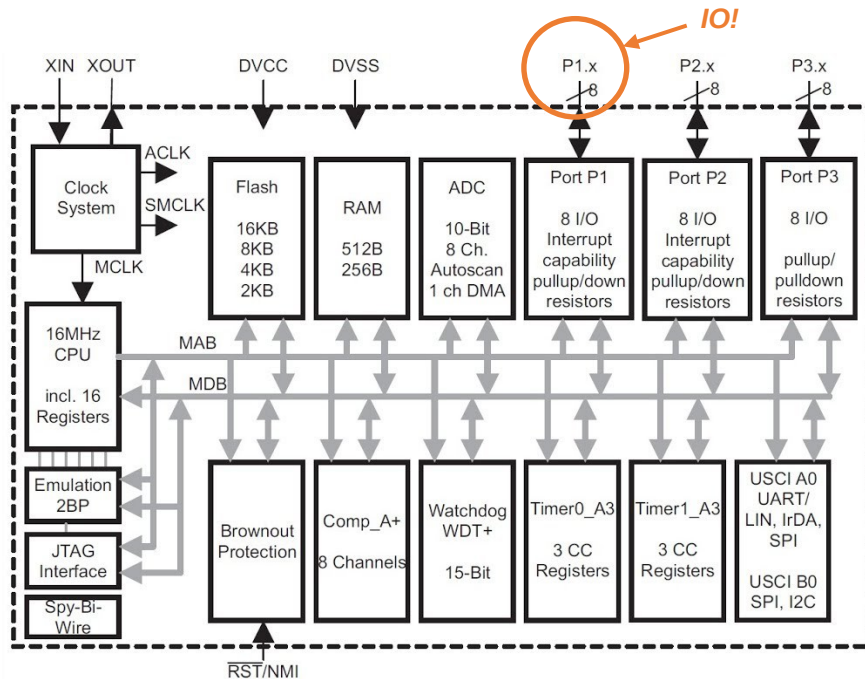 IO!
XIN
XOUT
DVCC
DVSS
P1.x
P2.x
P3.x
8
8
8
ACLK
SMCLK
MCLK
Clock
System
Flash
16KB
8KB
4KB
2KB
RAM
512B
256B
ADC
10-Bit
8 Ch.
Autoscan
1 ch DMA
Port P1
8 I/O
Interrupt
capability
pullup/down
resistors
Port P2
8 I/O
Interrupt
capability
pullup/down
resistors
Port P3
8 I/O
pullup/
pulldown
resistors
16MHz
CPU
incl. 16
Registers
MAB
MDB
Emulation
2BP
JTAG
Interface
Spy-Bi-
Wire
Brownout
Protection
Comp_A+
8 Channels
Watchdog
WDT+
15-Bit
Timer0_A3
3 CC
Registers
Timer1_A3
3 CC
Registers
USCI A0
UART/
LIN, IrDA,
SPI
USCI B0
SPI, I2C
RST/NMI